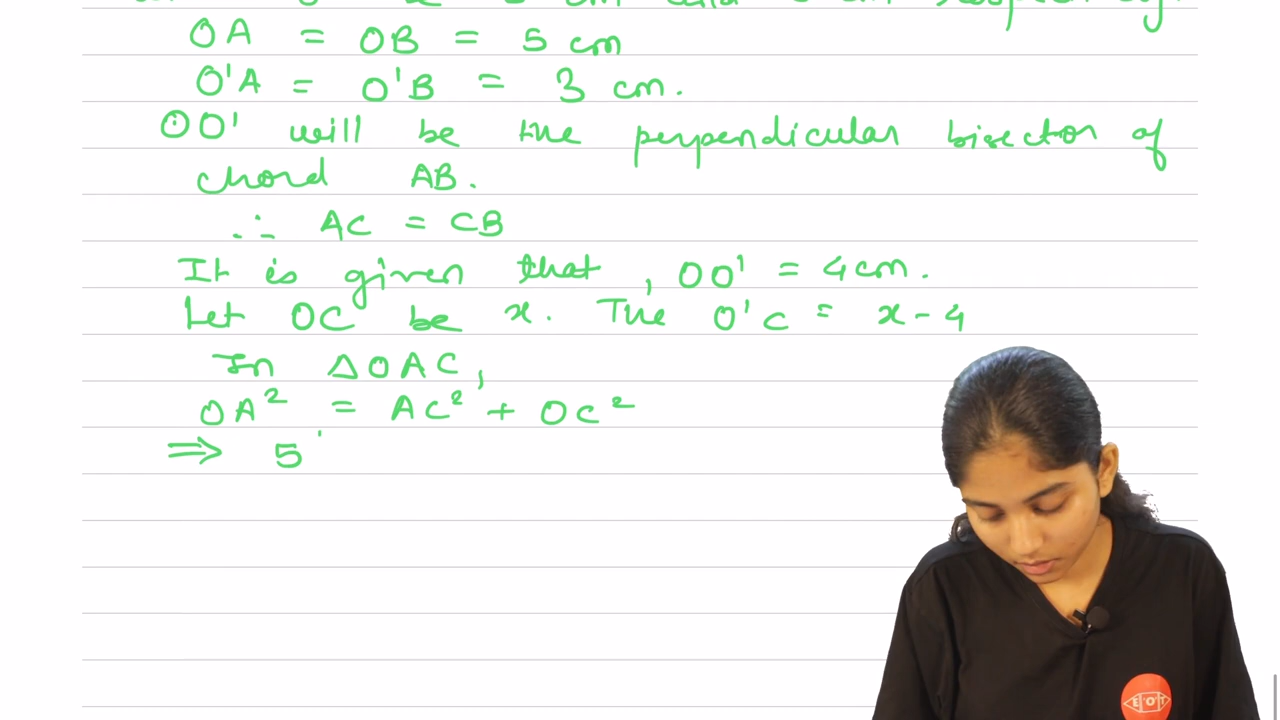 OA = OB = 5 cm
O'A = O'B = 3 cm.
OO' will be the perpendicular bisector of
chord AB.
∴ AC = CB
It is given that, OO' = 4cm.
Let OC be x. The O'C = x-4
In ΔOAC,
OA² = AC² + OC²
⇒ 5
EOT